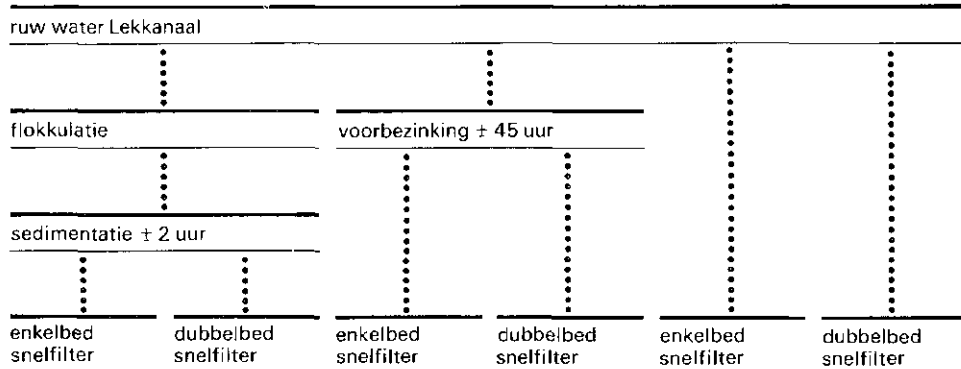 ruw water Lekkanaal
flokkulatie
voorbezinking ± 45 uur
sedimentatie ± 2 uur
enkelbed
snelfilter
dubbelbed
snelfilter
enkelbed
snelfilter
dubbelbed
snelfilter
enkelbed
snelfilter
dubbelbed
snelfilter